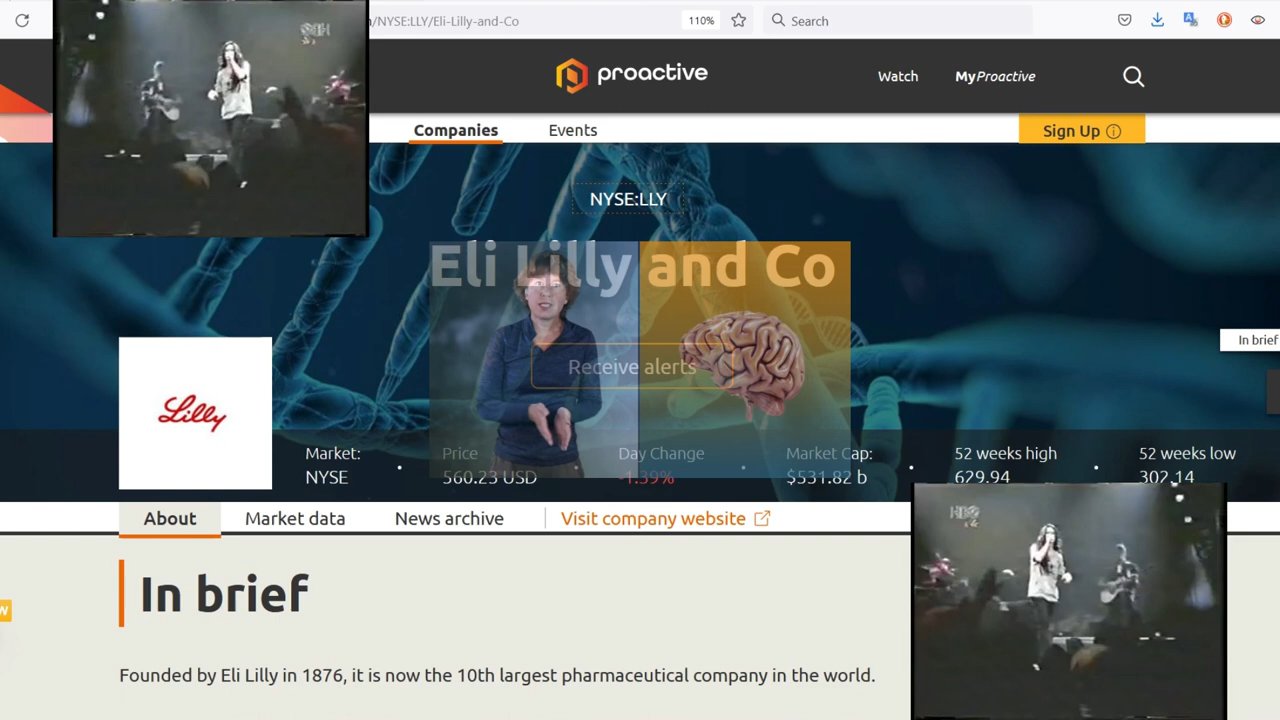 /NYSE:LLY/Eli-Lilly-and-Co
110%
Search
proactive
Watch
MyProactive
Companies
Events
Sign Up
NYSE:LLY
Eli Lilly and Co
Receive alerts
In brief
Lilly
Market:
NYSE
Price
560.23 USD
Day Change
-1.39%
Market Cap:
$531.82 b
52 weeks high
629.94
52 weeks low
302.14
About
Market data
News archive
Visit company website
HBO
In brief
Founded by Eli Lilly in 1876, it is now the 10th largest pharmaceutical company in the world.